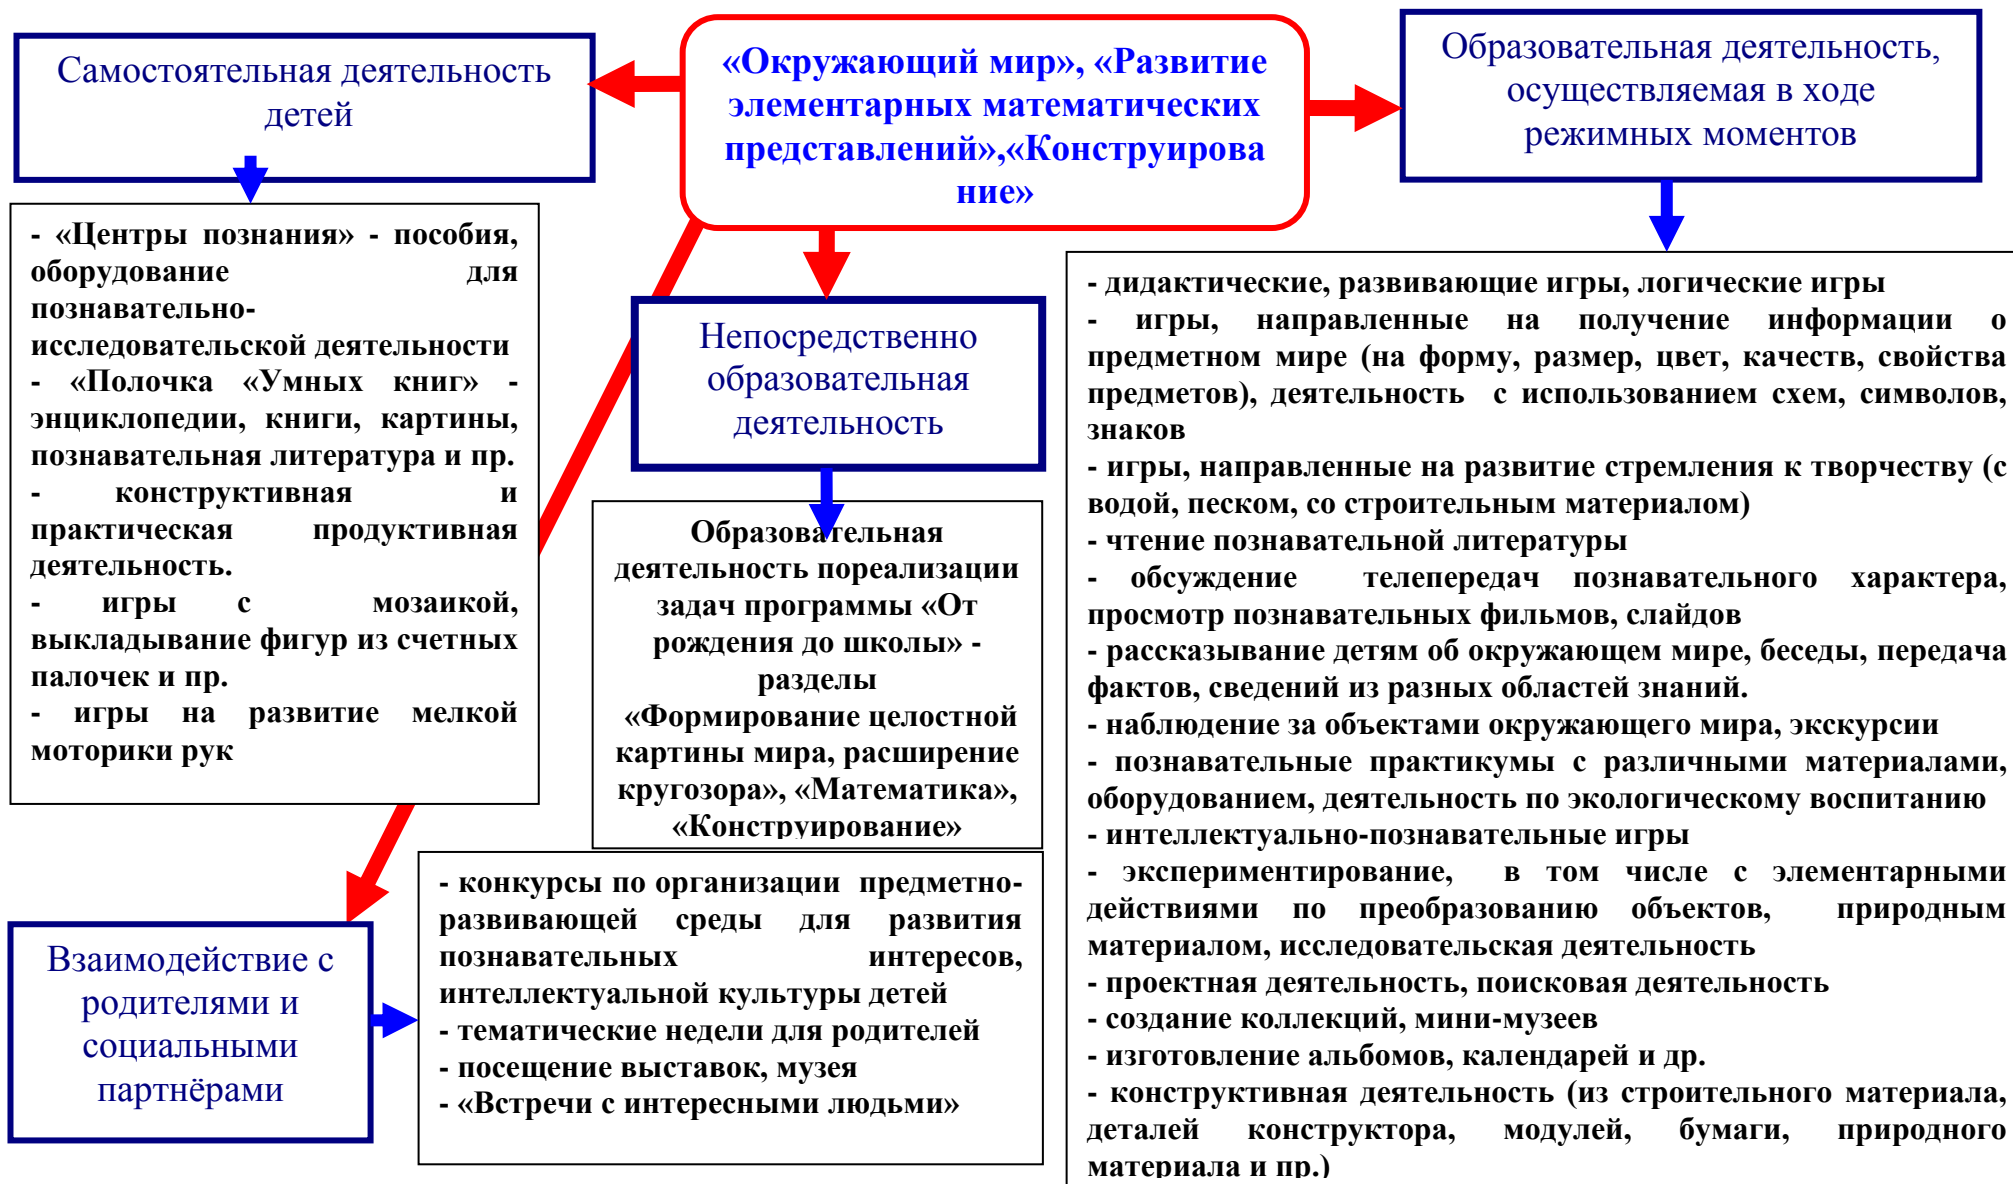 Самостоятельная деятельность
детей
«Окружающий мир», «Развитие
элементарных математических
представлений»,«Конструирова
ние»
Образовательная деятельность,
осуществляемая в ходе
режимных моментов
- «Центры познания» - пособия,
оборудование для
познавательно-
исследовательской деятельности
- «Полочка «Умных книг» -
энциклопедии, книги, картины,
познавательная литература и пр.
- конструктивная и
практическая продуктивная
деятельность.
- игры с мозаикой,
выкладывание фигур из счетных
палочек и пр.
- игры на развитие мелкой
моторики рук
Непосредственно
образовательная
деятельность
Образовательная
деятельность пореализации
задач программы «От
рождения до школы» -
разделы
«Формирование целостной
картины мира, расширение
кругозора», «Математика»,
«Конструирование»
- дидактические, развивающие игры, логические игры
- игры, направленные на получение информации о
предметном мире (на форму, размер, цвет, качеств, свойства
предметов), деятельность с использованием схем, символов,
знаков
- игры, направленные на развитие стремления к творчеству (с
водой, песком, со строительным материалом)
- чтение познавательной литературы
- обсуждение телепередач познавательного характера,
просмотр познавательных фильмов, слайдов
- рассказывание детям об окружающем мире, беседы, передача
фактов, сведений из разных областей знаний.
- наблюдение за объектами окружающего мира, экскурсии
- познавательные практикумы с различными материалами,
оборудованием, деятельность по экологическому воспитанию
- интеллектуально-познавательные игры
- экспериментирование, в том числе с элементарными
действиями по преобразованию объектов, природным
материалом, исследовательская деятельность
- проектная деятельность, поисковая деятельность
- создание коллекций, мини-музеев
- изготовление альбомов, календарей и др.
- конструктивная деятельность (из строительного материала,
деталей конструктора, модулей, бумаги, природного
материала и пр.)
Взаимодействие с
родителями и
социальными
партнёрами
- конкурсы по организации предметно-
развивающей среды для развития
познавательных интересов,
интеллектуальной культуры детей
- тематические недели для родителей
- посещение выставок, музея
- «Встречи с интересными людьми»